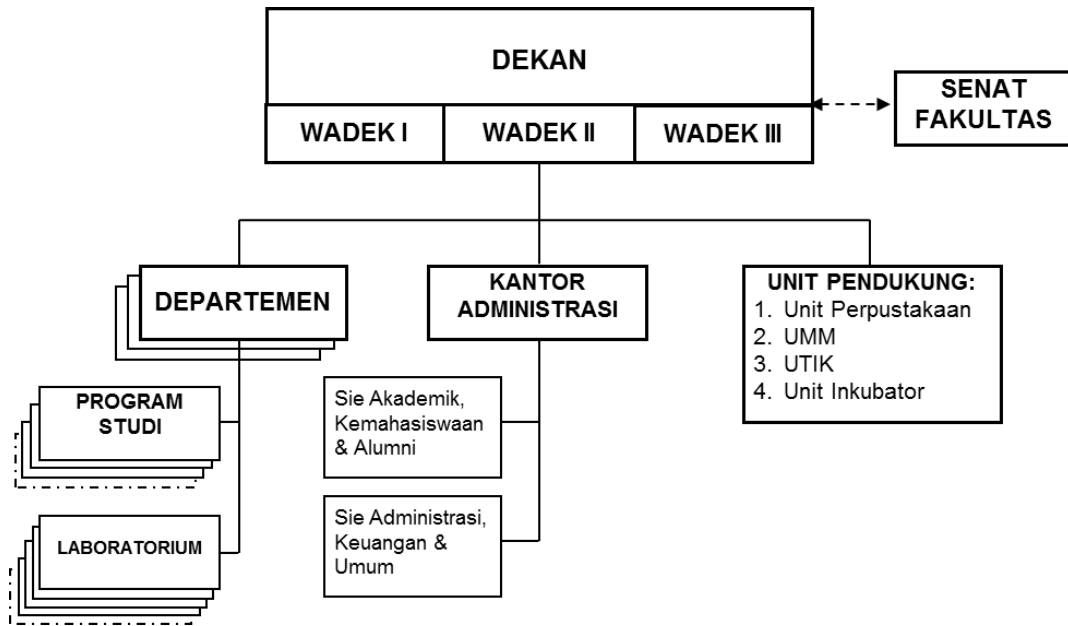 DEKAN
WADEK I
WADEK II
WADEK III
SENAT
FAKULTAS
DEPARTEMEN
KANTOR
ADMINISTRASI
UNIT PENDUKUNG:
1. Unit Perpustakaan
2. UMM
3. UTIK
4. Unit Inkubator
PROGRAM
STUDI
Sie Akademik,
Kemahasiswaan
& Alumni
LABORATORIUM
Sie Administrasi,
Keuangan &
Umum